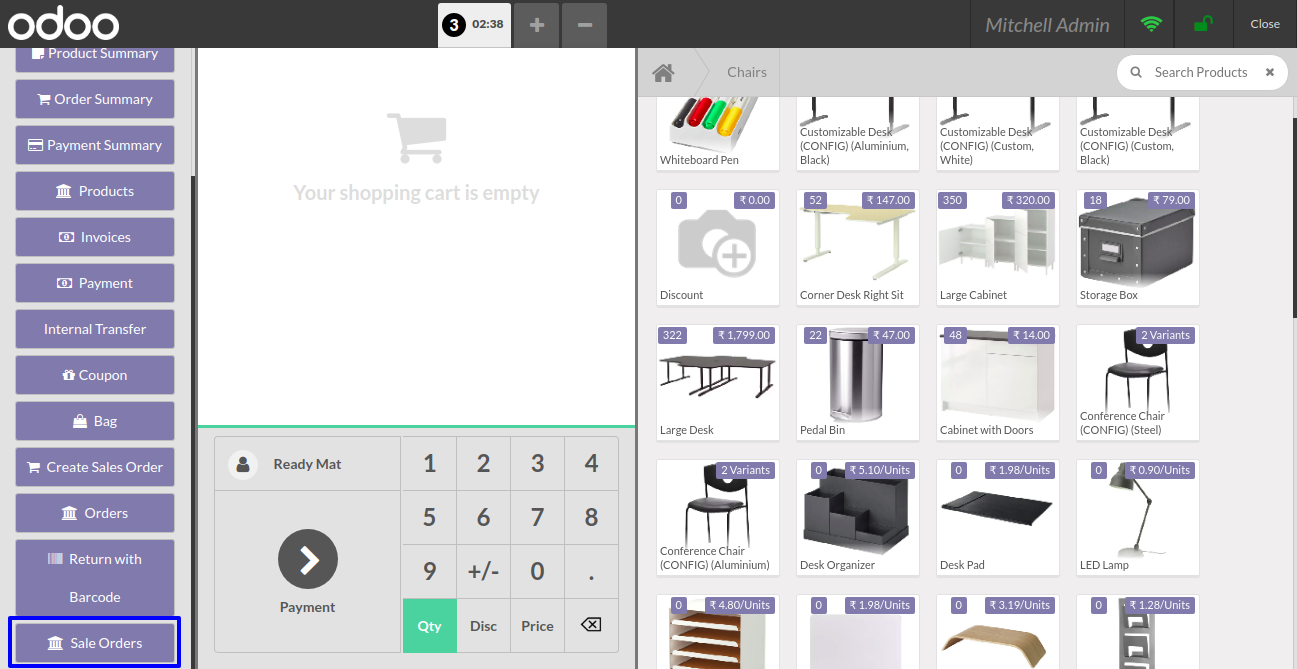 odoo
3 02:38
+
−
Mitchell Admin
Close
Product Summary
Order Summary
Payment Summary
Products
Invoices
Payment
Internal Transfer
Coupon
Bag
Create Sales Order
Orders
Return with
Barcode
Sale Orders
Your shopping cart is empty
Ready Mat
Payment
1 2 3 4
5 6 7 8
9 +/- 0 .
Qty Disc Price
Chairs
Search Products
Whiteboard Pen
Customizable Desk
(CONFIG) (Aluminium,
Black)
Customizable Desk
(CONFIG) (Custom,
White)
Customizable Desk
(CONFIG) (Custom,
Black)
0 ₹ 0.00
Discount
52 ₹ 147.00
Corner Desk Right Sit
350 ₹ 320.00
Large Cabinet
18 ₹ 79.00
Storage Box
322 ₹ 1,799.00
Large Desk
22 ₹ 47.00
Pedal Bin
48 ₹ 14.00
Cabinet with Doors
2 Variants
Conference Chair
(CONFIG) (Steel)
2 Variants
Conference Chair
(CONFIG) (Aluminium)
0 ₹ 5.10/Units
Desk Organizer
0 ₹ 1.98/Units
Desk Pad
0 ₹ 0.90/Units
LED Lamp
0 ₹ 4.80/Units
0 ₹ 1.98/Units
0 ₹ 3.19/Units
0 ₹ 1.28/Units